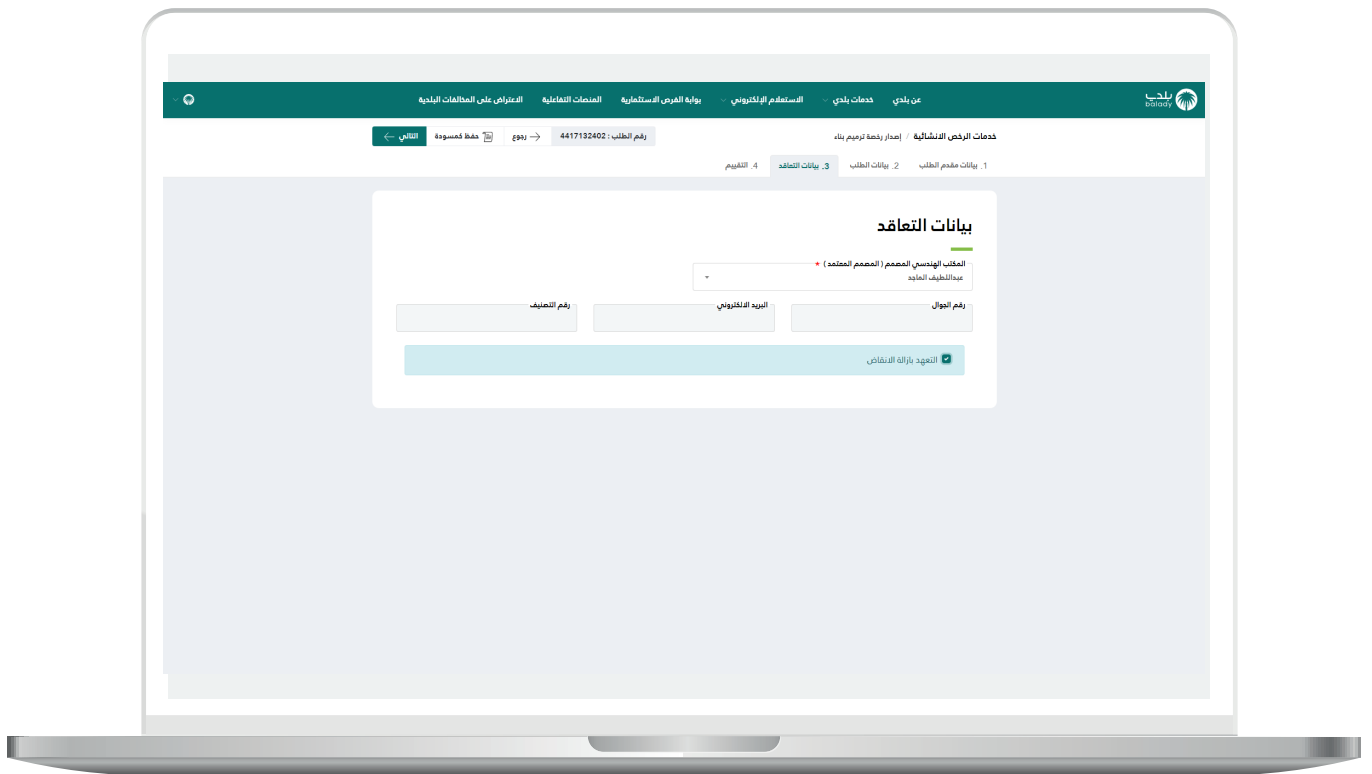 بلدي
balady
عن بلدي خدمات بلدي الاستعلام الإلكتروني بوابة الفرص الاستثمارية المنصات التفاعلية الاعتراض على المخالفات البلدية
خدمات الرخص الانشائية / إصدار رخصة ترميم بناء
رقم الطلب : 4417132402 رجوع حفظ كمسودة التالي
1. بيانات مقدم الطلب 2. بيانات الطلب 3. بيانات التعاقد 4. التقييم
بيانات التعاقد
المكتب الهندسي المصمم ( المصمم المعتمد ) *
عبداللطيف الماجد
رقم الجوال البريد الالكتروني رقم التصنيف
التعهد بازالة الانقاض